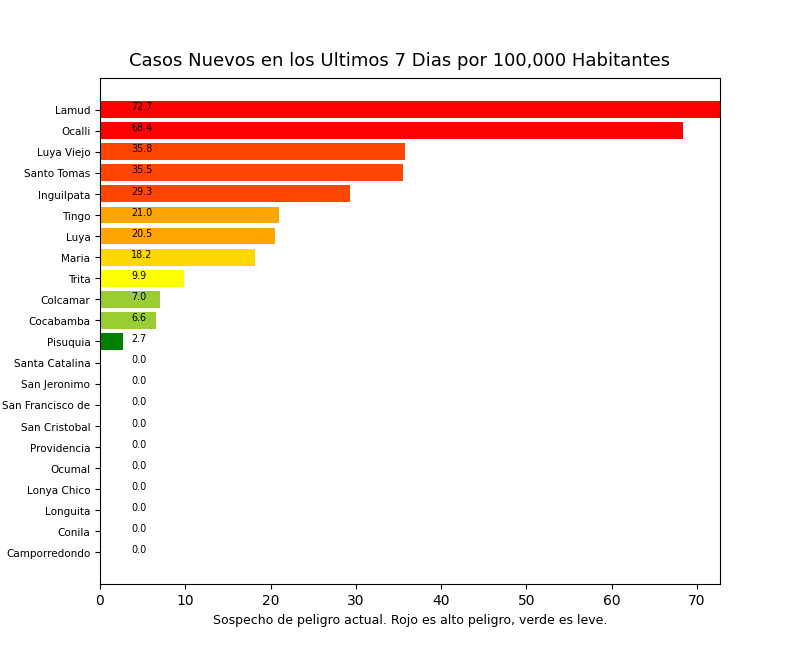 Casos Nuevos en los Ultimos 7 Dias por 100,000 Habitantes
Lamud 72.7
Ocalli 68.4
Luya Viejo 35.8
Santo Tomas 35.5
Inguilpata 29.3
Tingo 21.0
Luya 20.5
Maria 18.2
Trita 9.9
Colcamar 7.0
Cocabamba 6.6
Pisuquia 2.7
Santa Catalina 0.0
San Jeronimo 0.0
San Francisco de 0.0
San Cristobal 0.0
Providencia 0.0
Ocumal 0.0
Lonya Chico 0.0
Longuita 0.0
Conila 0.0
Camporredondo 0.0
0 10 20 30 40 50 60 70
Sospecho de peligro actual. Rojo es alto peligro, verde es leve.